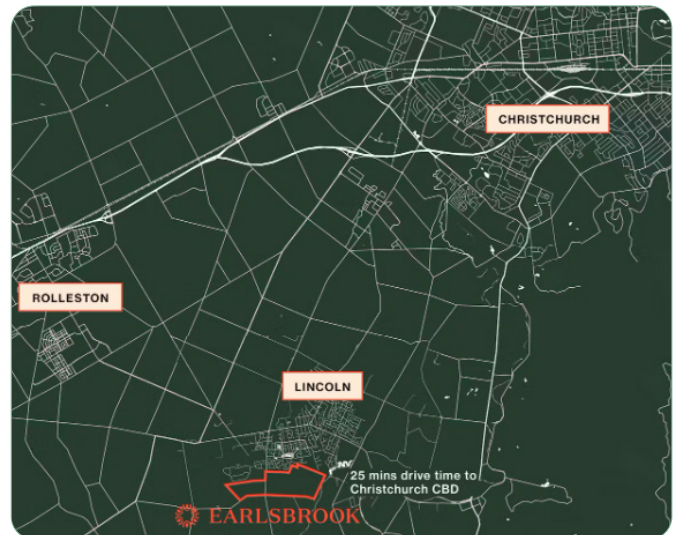 CHRISTCHURCH
ROLLESTON
LINCOLN
25 mins drive time to
Christchurch CBD
EARLSBROOK